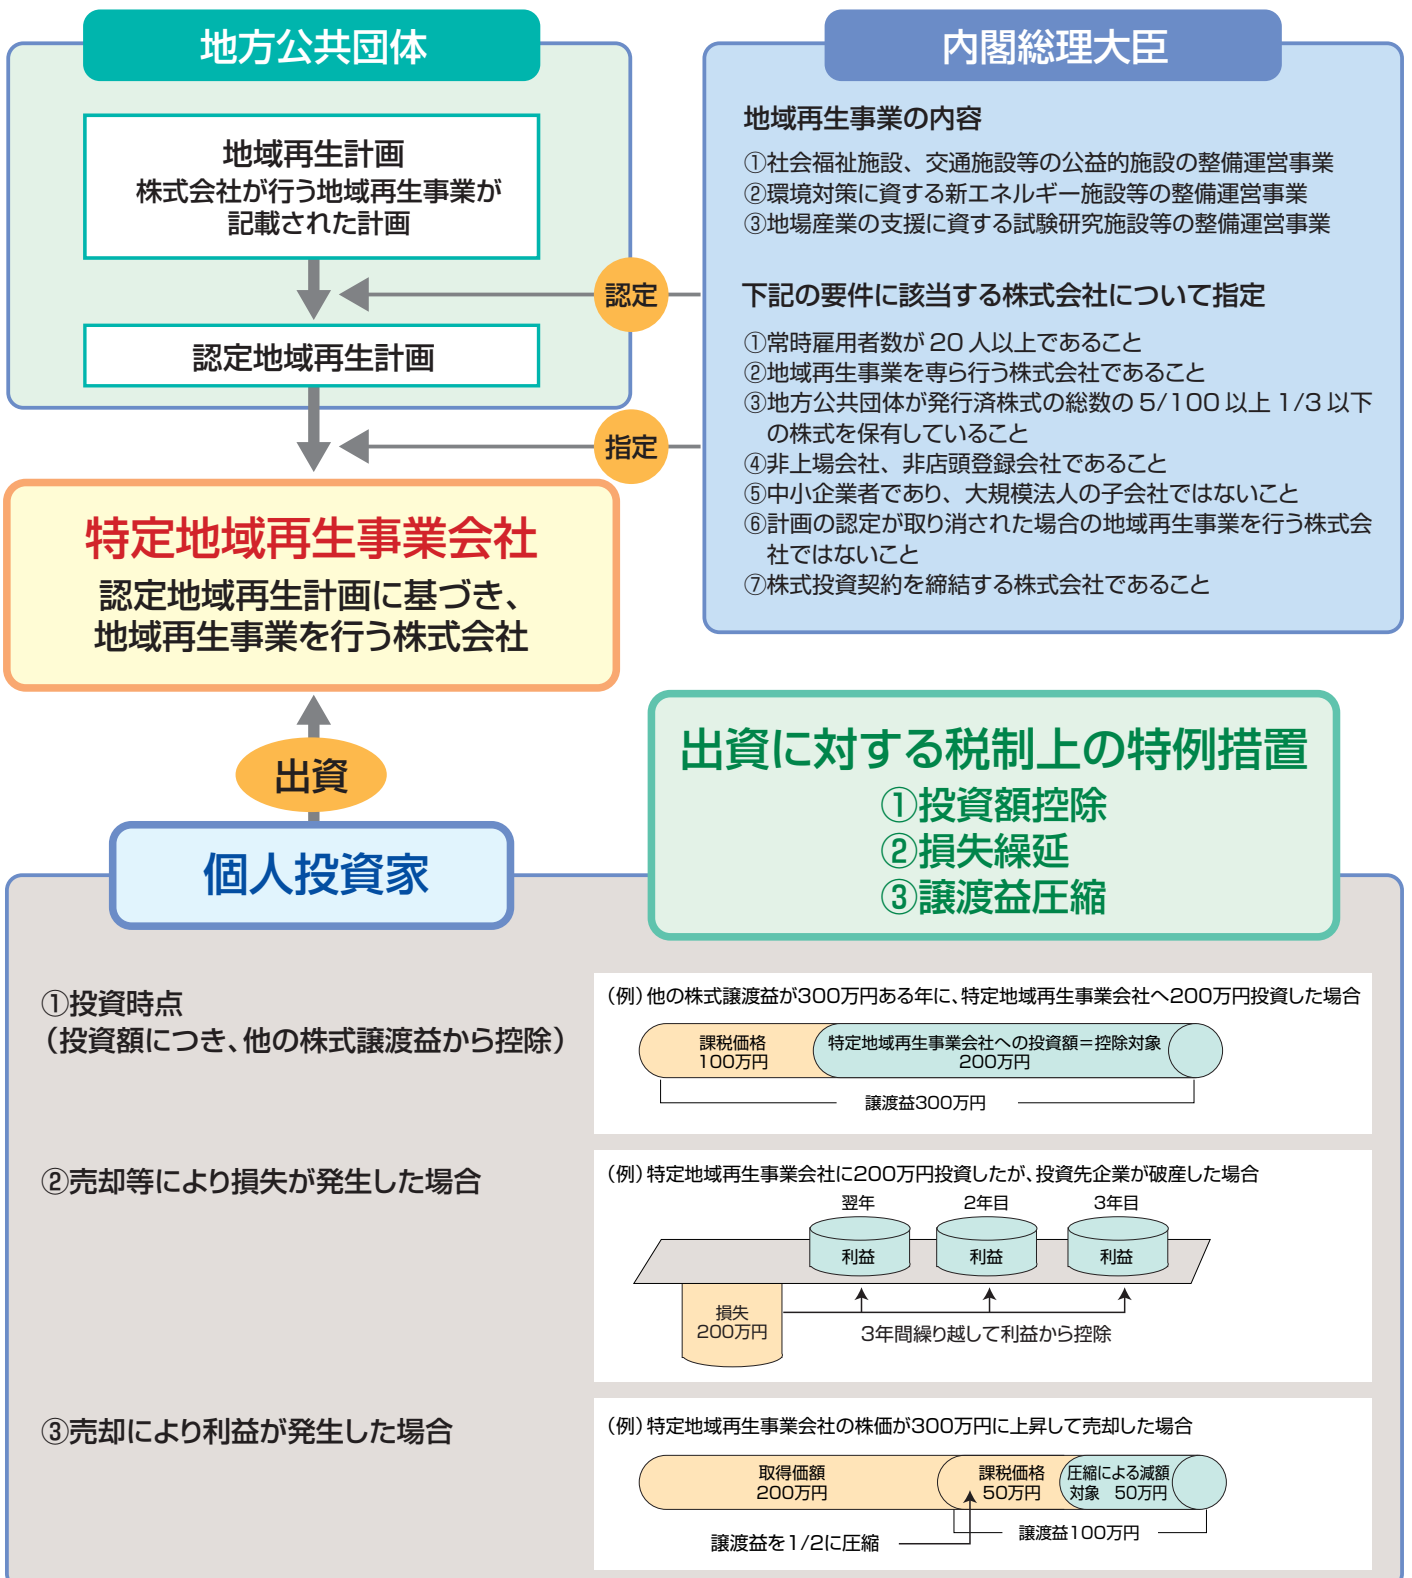 地方公共団体
地域再生計画
株式会社が行う地域再生事業が
記載された計画
認定
認定地域再生計画
指定
内閣総理大臣
地域再生事業の内容
①社会福祉施設、交通施設等の公益的施設の整備運営事業
②環境対策に資する新エネルギー施設等の整備運営事業
③地場産業の支援に資する試験研究施設等の整備運営事業
下記の要件に該当する株式会社について指定
①常時雇用者数が 20 人以上であること
②地域再生事業を専ら行う株式会社であること
③地方公共団体が発行済株式の総数の 5/100 以上 1/3 以下
の株式を保有していること
④非上場会社、非店頭登録会社であること
⑤中小企業者であり、大規模法人の子会社ではないこと
⑥計画の認定が取り消された場合の地域再生事業を行う株式会
社ではないこと
⑦株式投資契約を締結する株式会社であること
特定地域再生事業会社
認定地域再生計画に基づき、
地域再生事業を行う株式会社
出資
個人投資家
出資に対する税制上の特例措置
①投資額控除
②損失繰延
③譲渡益圧縮
①投資時点
（投資額につき、他の株式譲渡益から控除）
（例）他の株式譲渡益が300万円ある年に、特定地域再生事業会社へ200万円投資した場合
課税価格
100万円
特定地域再生事業会社への投資額＝控除対象
200万円
譲渡益300万円
②売却等により損失が発生した場合
（例）特定地域再生事業会社に200万円投資したが、投資先企業が破産した場合
翌年
2年目
3年目
利益
利益
利益
損失
200万円
3年間繰り越して利益から控除
③売却により利益が発生した場合
（例）特定地域再生事業会社の株価が300万円に上昇して売却した場合
取得価額
200万円
課税価格
50万円
圧縮による減額
対象　50万円
譲渡益を1/2に圧縮
譲渡益100万円